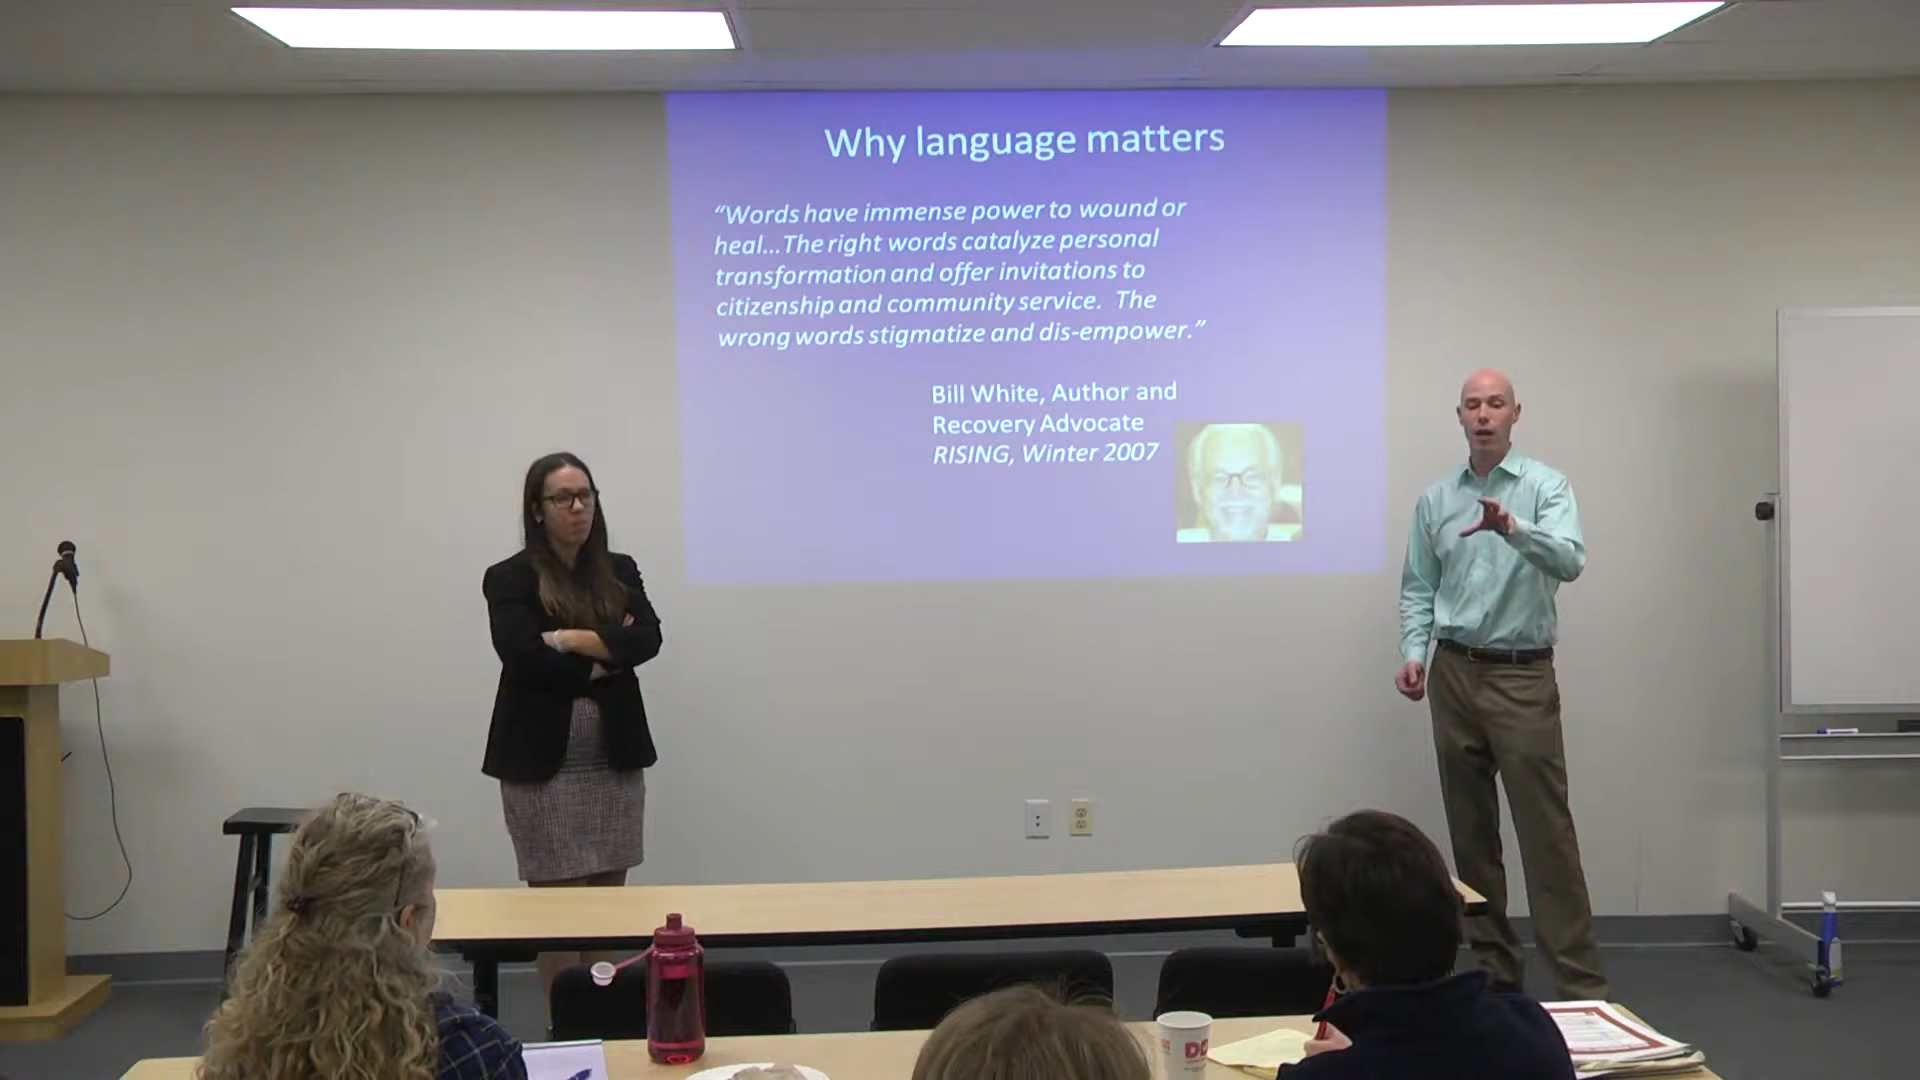 Why language matters
“Words have immense power to wound or
heal...The right words catalyze personal
transformation and offer invitations to
citizenship and community service. The
wrong words stigmatize and dis-empower.”
Bill White, Author and
Recovery Advocate
RISING, Winter 2007